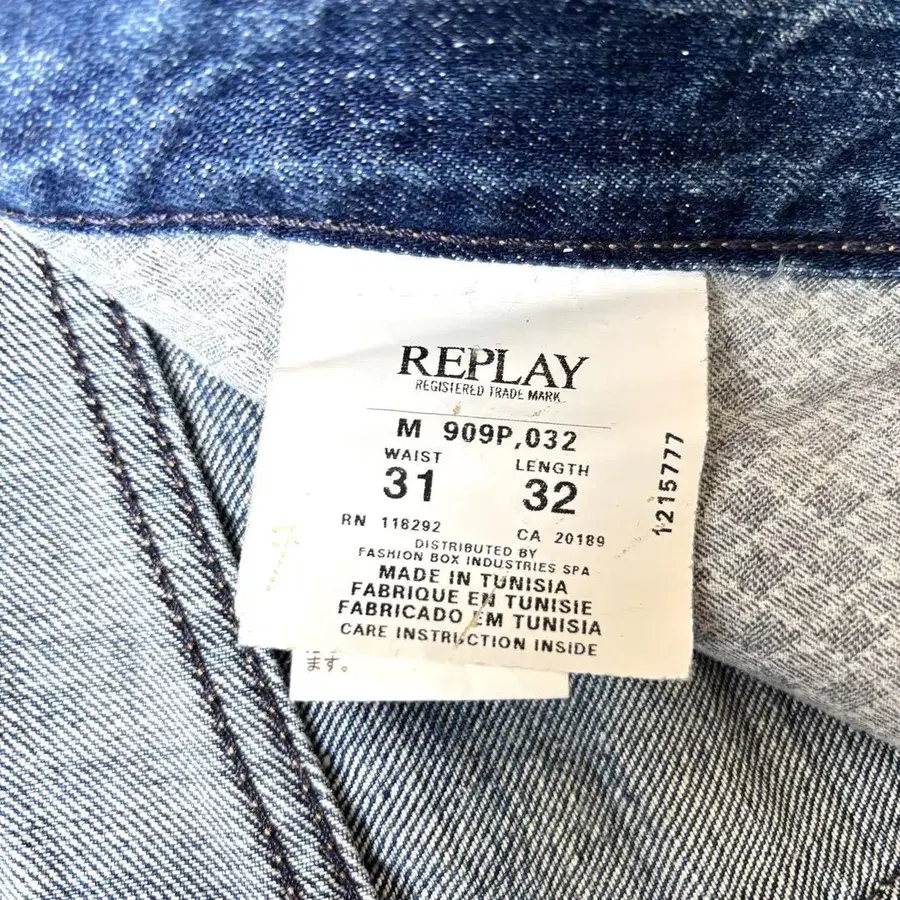 REPLAY
REGISTERED TRADE MARK
M 909P,032
WAIST LENGTH
31 32
RN 118292 CA 20189
DISTRIBUTED BY
FASHION BOX INDUSTRIES SPA
MADE IN TUNISIA
FABRIQUE EN TUNISIE
FABRICADO EM TUNISIA
CARE INSTRUCTION INSIDE
1215777
ます。